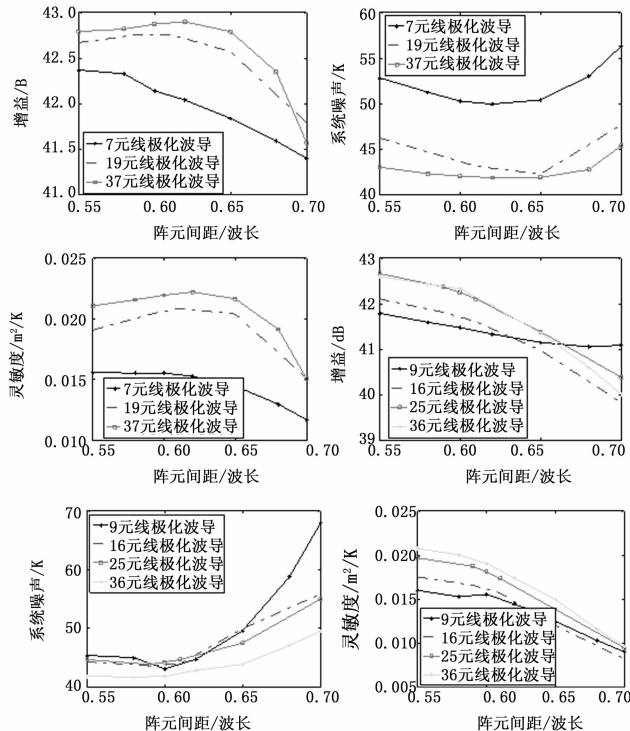 43.0
42.5
42.0
41.5
41.0
增益/B
7元线极化波导
19元线极化波导
37元线极化波导
0.55 0.60 0.65 0.70
阵元间距/波长
60
55
50
45
40
系统噪声/K
7元线极化波导
19元线极化波导
37元线极化波导
0.55 0.60 0.65 0.70
阵元间距/波长
0.025
0.020
0.015
0.010
灵敏度/m²/K
7元线极化波导
19元线极化波导
37元线极化波导
0.55 0.60 0.65 0.70
阵元间距/波长
43
42
41
40
39
增益/dB
9元线极化波导
16元线极化波导
25元线极化波导
36元线极化波导
0.55 0.60 0.65 0.70
阵元间距/波长
70
60
50
40
系统噪声/K
9元线极化波导
16元线极化波导
25元线极化波导
36元线极化波导
0.55 0.60 0.65 0.70
阵元间距/波长
0.025
0.020
0.015
0.010
0.005
灵敏度/m²/K
9元线极化波导
16元线极化波导
25元线极化波导
36元线极化波导
0.55 0.60 0.65 0.70
阵元间距/波长